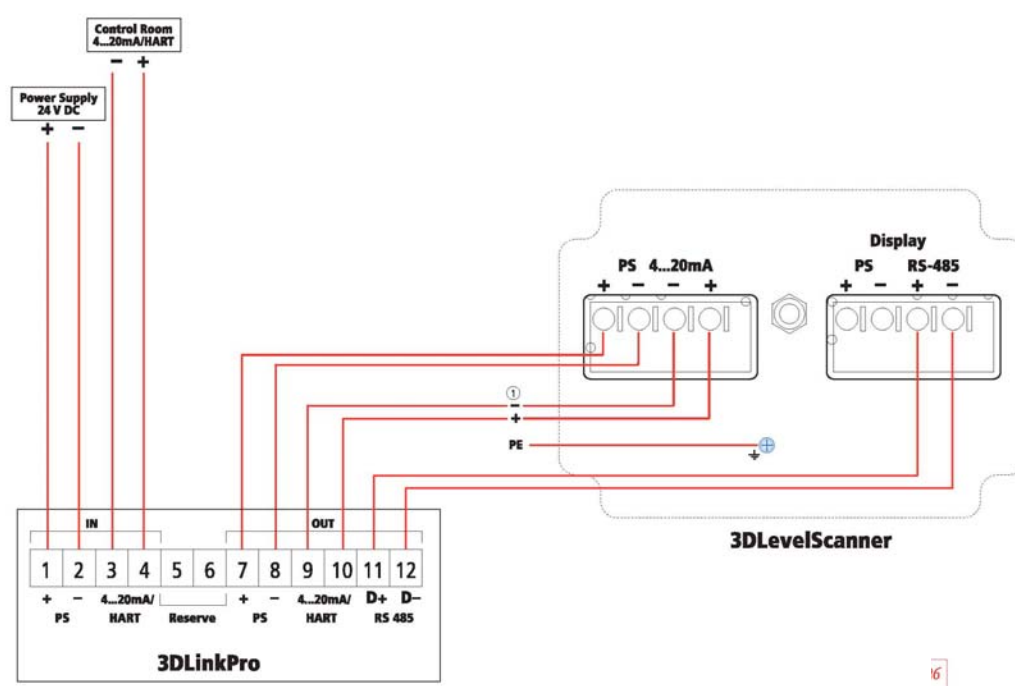 Control Room
4...20mA/HART
− +
Power Supply
24 V DC
+ −
Display
PS 4...20mA
PS RS-485
+ − − +
+ − + −
①
−
+
PE
3DLevelScanner
IN
OUT
1 2 3 4 5 6 7 8 9 10 11 12
+ − 4...20mA/ + − 4...20mA/ D+ D−
PS HART Reserve PS HART RS 485
3DLinkPro